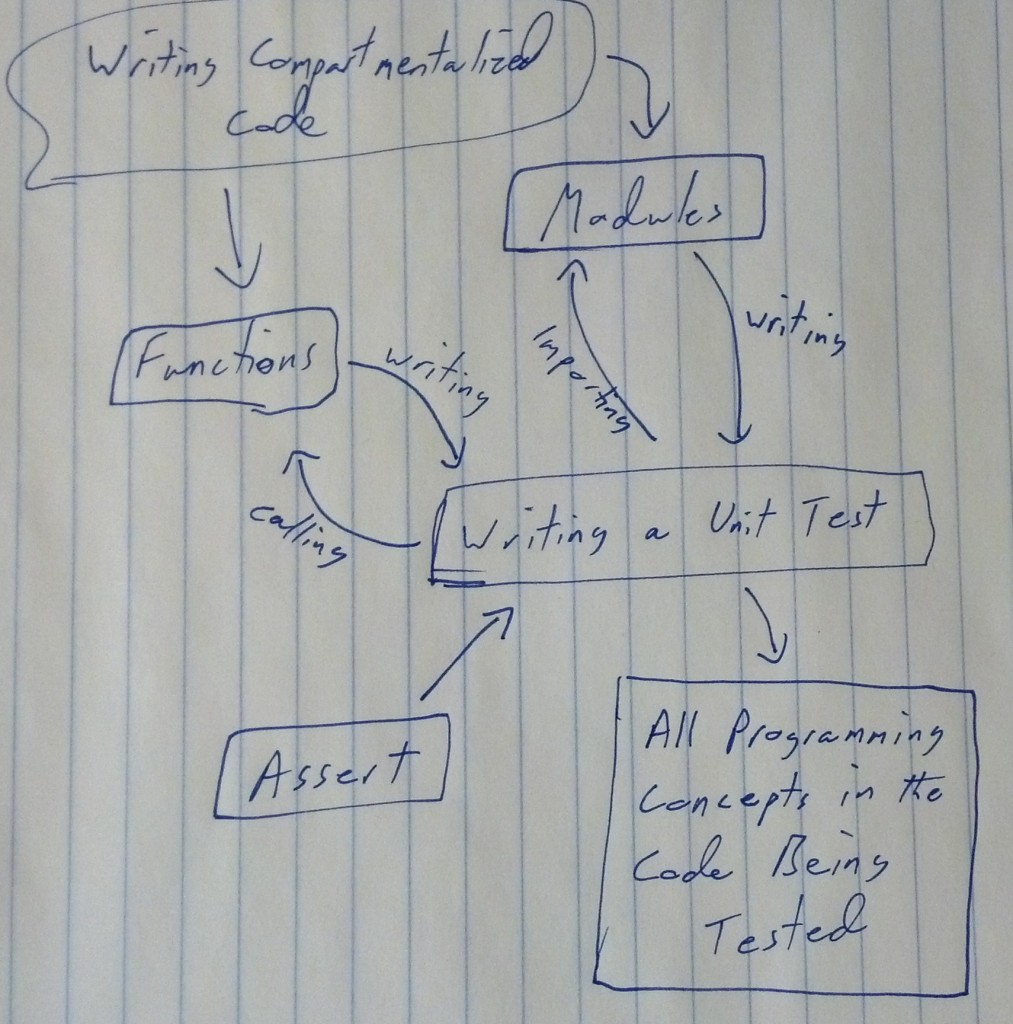 Writing Compartmentalized
Code
Modules
Functions
writing
Importing
writing
calling
Writing a Unit Test
Assert
All Programming
Concepts in the
Code Being
Tested